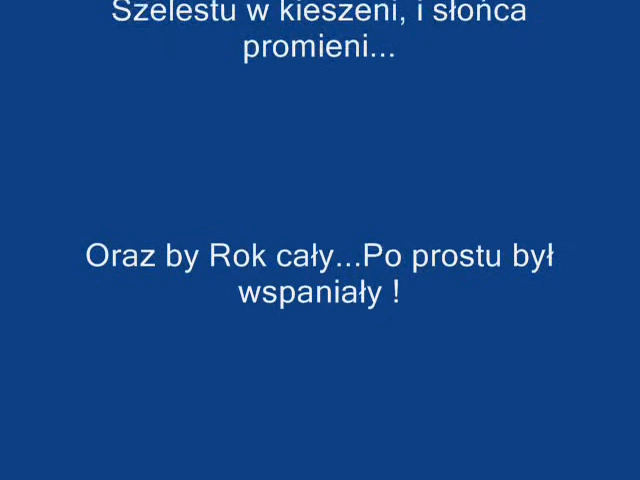 Szelestu w kieszeni, i słońca
promieni...
Oraz by Rok cały...Po prostu był
wspaniały !